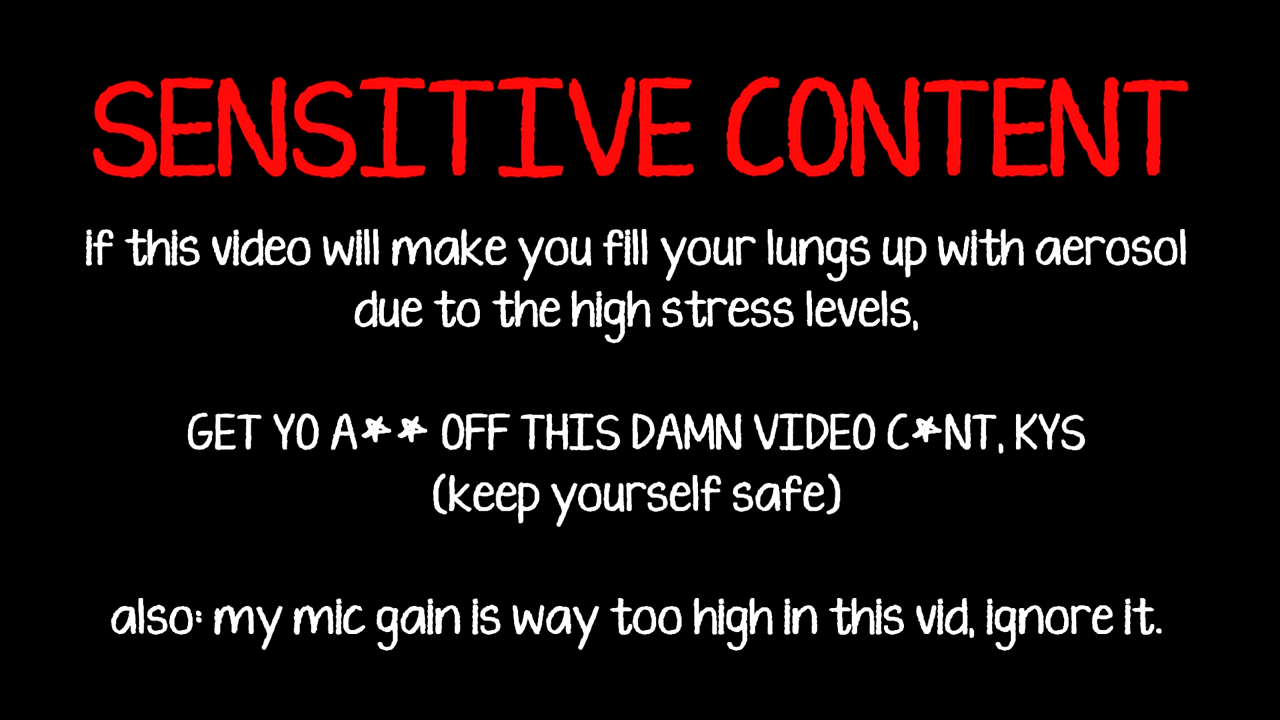 SENSITIVE CONTENT
if this video will make you fill your lungs up with aerosol
due to the high stress levels,
GET YO A** OFF THIS DAMN VIDEO C*NT, KYS
(keep yourself safe)
also: my mic gain is way too high in this vid, ignore it.